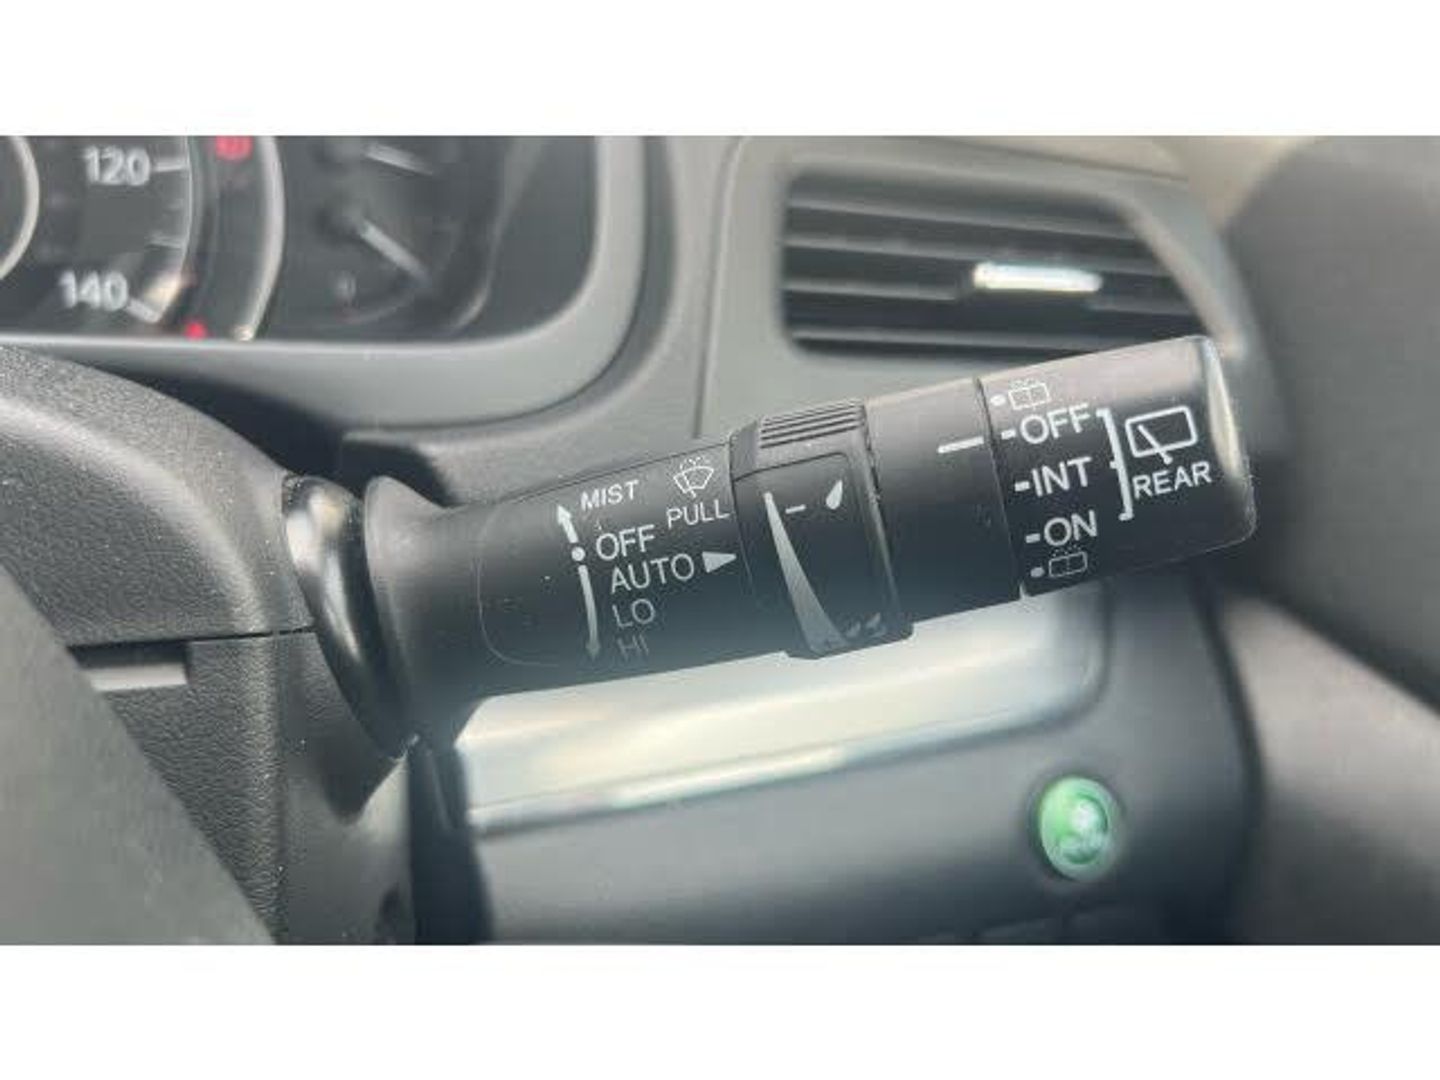 120
140
MIST
PULL
OFF
AUTO
LO
HI
OFF
INT
ON
REAR